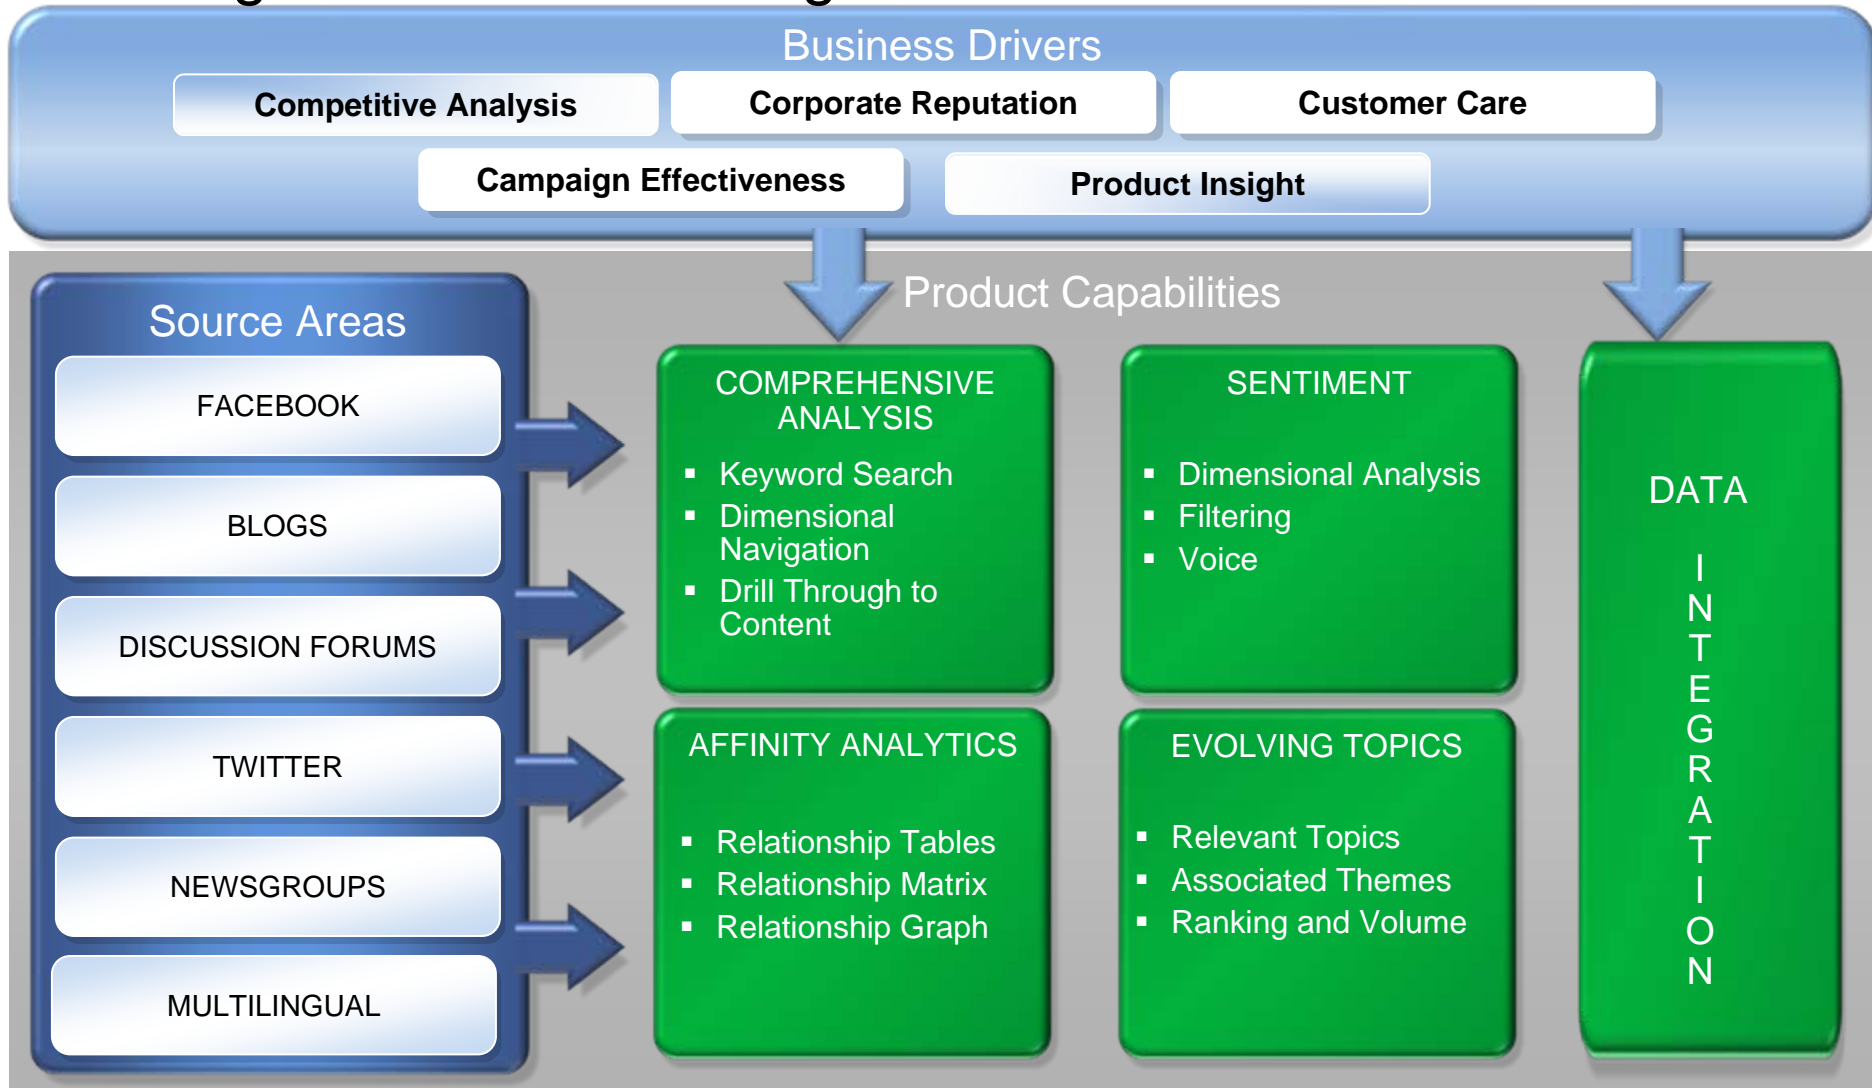 Business Drivers
Competitive Analysis
Corporate Reputation
Customer Care
Campaign Effectiveness
Product Insight
Product Capabilities
Source Areas
FACEBOOK
BLOGS
DISCUSSION FORUMS
TWITTER
NEWSGROUPS
MULTILINGUAL
COMPREHENSIVE
ANALYSIS
▪ Keyword Search
▪ Dimensional
Navigation
▪ Drill Through to
Content
SENTIMENT
▪ Dimensional Analysis
▪ Filtering
▪ Voice
AFFINITY ANALYTICS
▪ Relationship Tables
▪ Relationship Matrix
▪ Relationship Graph
EVOLVING TOPICS
▪ Relevant Topics
▪ Associated Themes
▪ Ranking and Volume
DATA
INTEGRATION